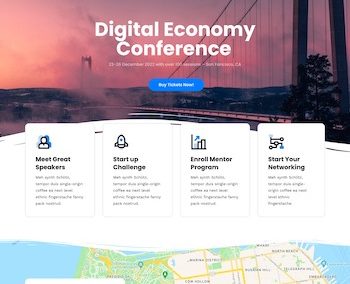 Digital Economy
Conference
23-26 December 2022 with over 100 sessions – San Francisco, CA
Buy Tickets Now!
Meet Great
Speakers
Meh synth Schlitz,
tempor duis single-origin
coffee ea next level
ethnic fingerstache fanny
pack nostrud.
Start up
Challenge
Meh synth Schlitz,
tempor duis single-origin
coffee ea next level
ethnic fingerstache fanny
pack nostrud.
Enroll Mentor
Program
Meh synth Schlitz,
tempor duis single-origin
coffee ea next level
ethnic fingerstache fanny
pack nostrud.
Start Your
Networking
Meh synth Schlitz,
tempor duis single-origin
coffee ea next level
ethnic fingerstache.
WHARF
MARINA DISTRICT
TELEGRAPH HILL
RUSSIAN HILL
COW HOLLOW